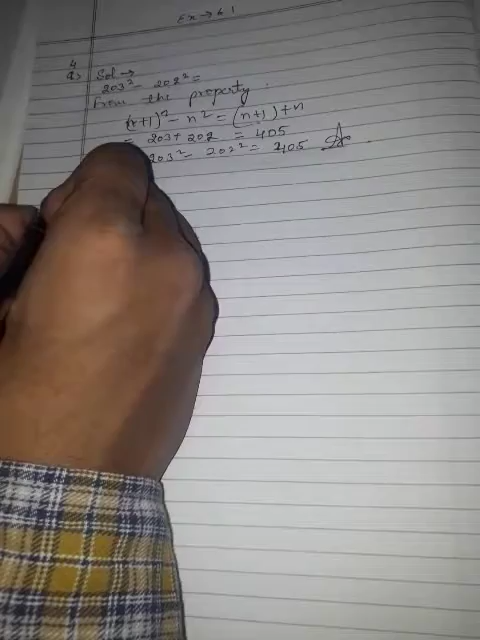 Ex → 6.1
4
a) Sol →
203² - 202² =
From the property
(n+1)² - n² = (n+1) + n
= 203 + 202 = 405
203² - 202² = 405